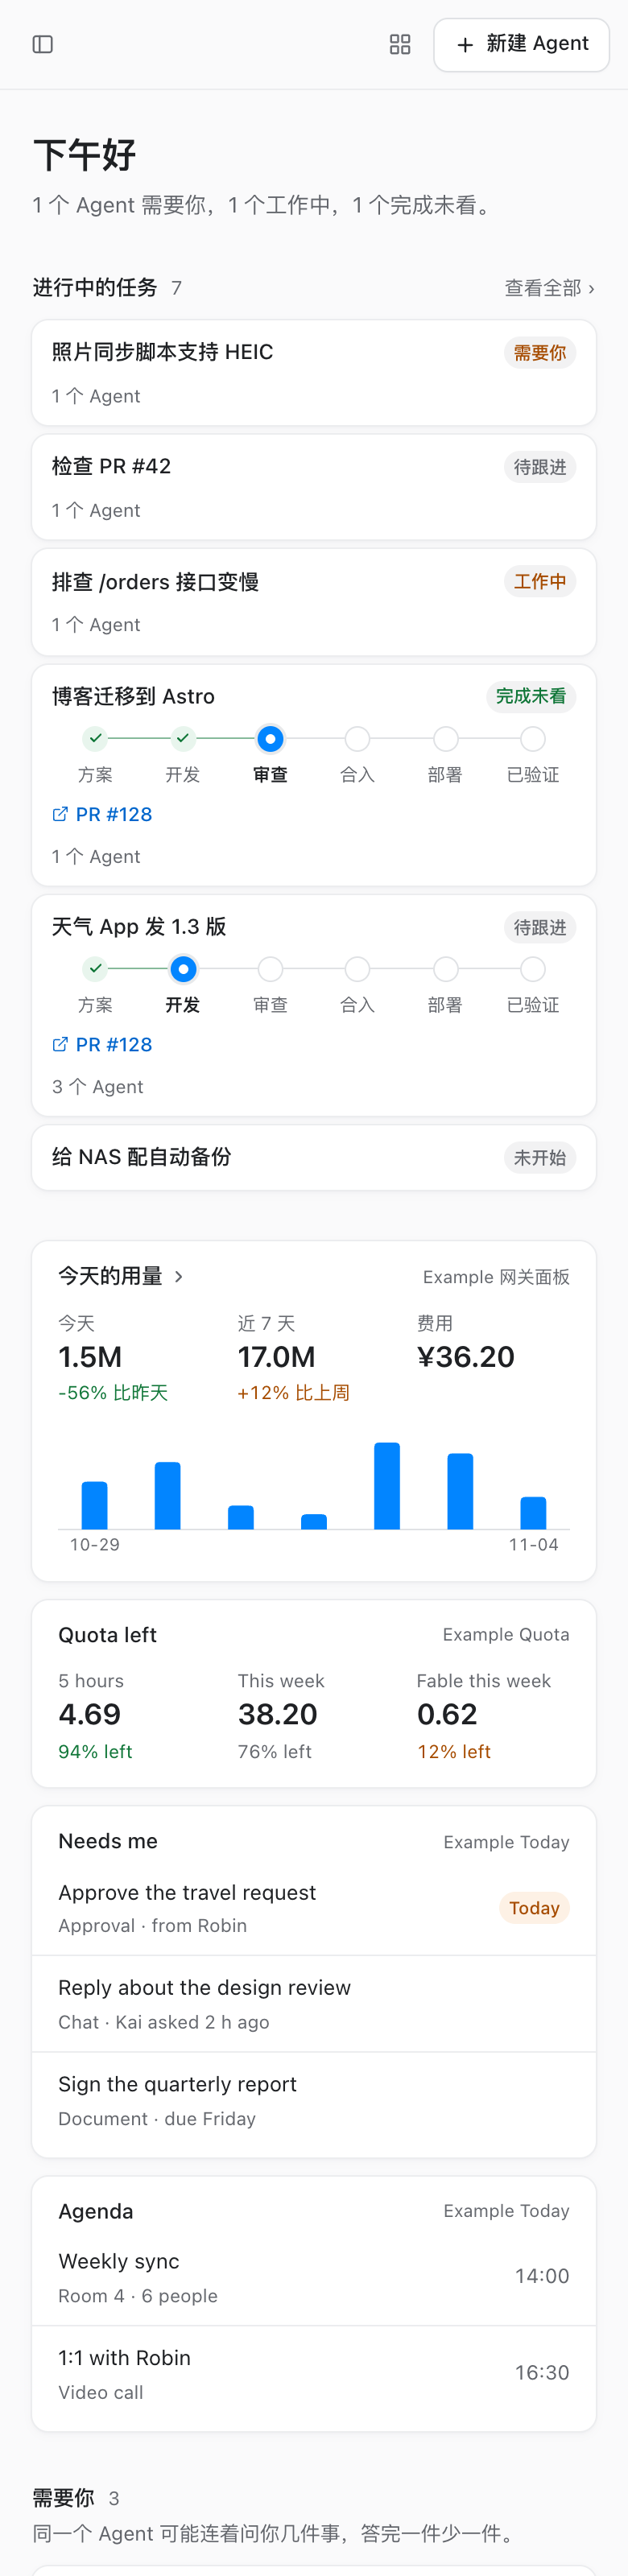 新建 Agent
下午好
1 个 Agent 需要你，1 个工作中，1 个完成未看。
进行中的任务 7
查看全部 ›
照片同步脚本支持 HEIC
需要你
1 个 Agent
检查 PR #42
待跟进
1 个 Agent
排查 /orders 接口变慢
工作中
1 个 Agent
博客迁移到 Astro
完成未看
方案 开发 审查 合入 部署 已验证
PR #128
1 个 Agent
天气 App 发 1.3 版
待跟进
方案 开发 审查 合入 部署 已验证
PR #128
3 个 Agent
给 NAS 配自动备份
未开始
今天的用量
Example 网关面板
今天 近 7 天 费用
1.5M 17.0M ¥36.20
-56% 比昨天 +12% 比上周
10-29 11-04
Quota left
Example Quota
5 hours This week Fable this week
4.69 38.20 0.62
94% left 76% left 12% left
Needs me
Example Today
Approve the travel request
Today
Approval · from Robin
Reply about the design review
Chat · Kai asked 2 h ago
Sign the quarterly report
Document · due Friday
Agenda
Example Today
Weekly sync
14:00
Room 4 · 6 people
1:1 with Robin
16:30
Video call
需要你 3
同一个 Agent 可能连着问你几件事，答完一件少一件。